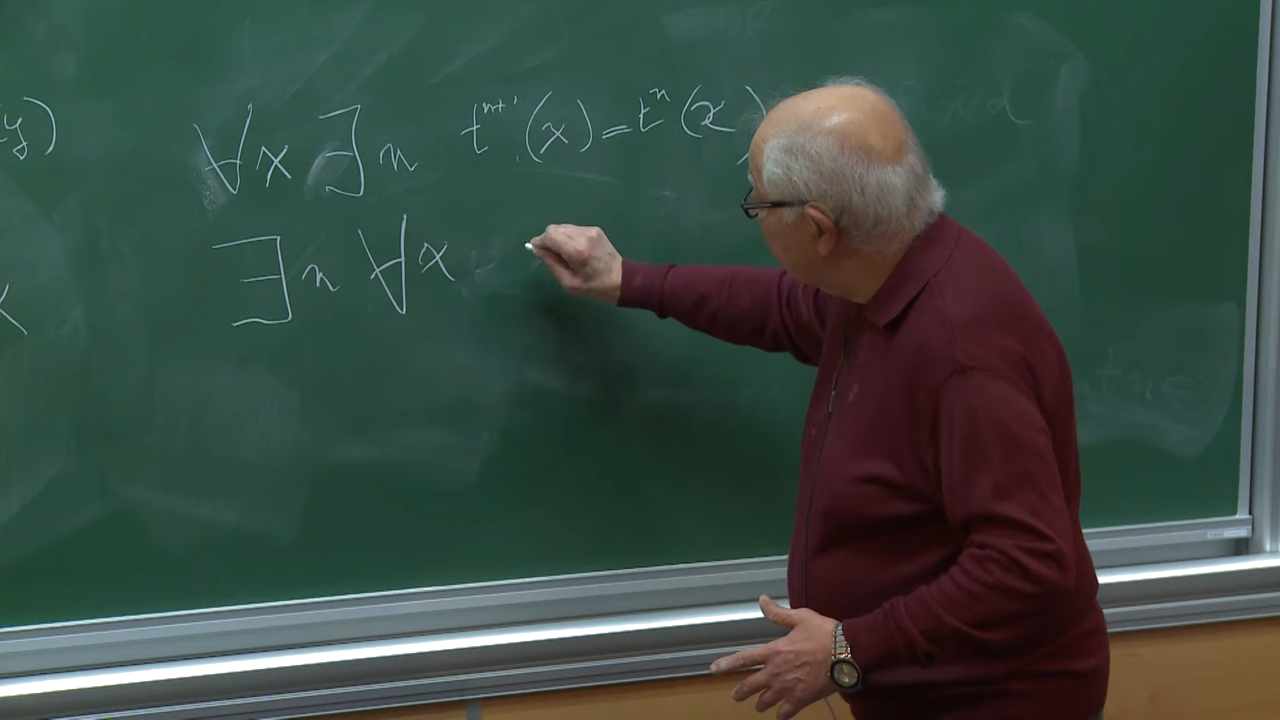 y)
∀x ∃n t^{n+1}(x) = t^n(x)
∃n ∀x
x